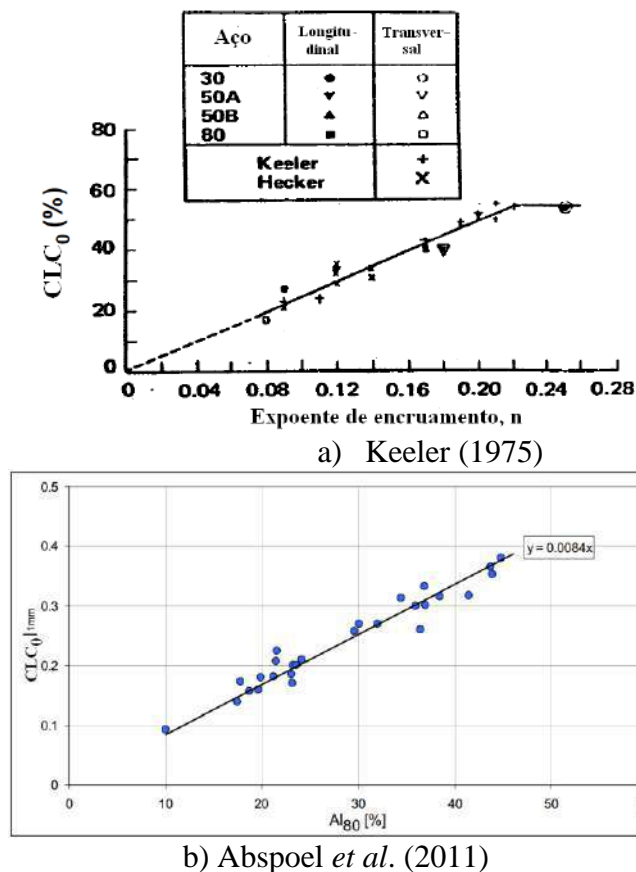 Aço Longitu- Transver-
dinal sal
30
50A
50B
80
Keeler +
Hecker X
80
60
40
20
0
CLC0 (%)
0 0.04 0.08 0.12 0.16 0.20 0.24 0.28
Expoente de encruamento, n
a) Keeler (1975)
0.5
0.4
0.3
0.2
0.1
0
CLC0|1mm
y = 0.0084x
0 10 20 30 40 50
Al80 [%]
b) Abspoel et al. (2011)